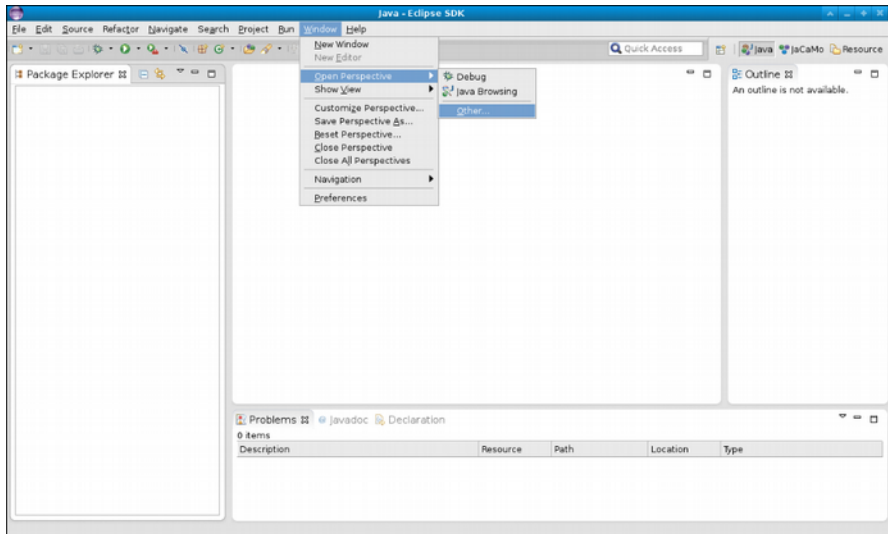 Java - Eclipse SDK
File Edit Source Refactor Navigate Search Project Run Window Help
Quick Access
Java JaCaMo Resource
New Window
New Editor
Open Perspective
Show View
Customize Perspective...
Save Perspective As...
Reset Perspective...
Close Perspective
Close All Perspectives
Navigation
Preferences
Debug
Java Browsing
Other...
Package Explorer
Outline
An outline is not available.
Problems Javadoc Declaration
0 items
Description Resource Path Location Type